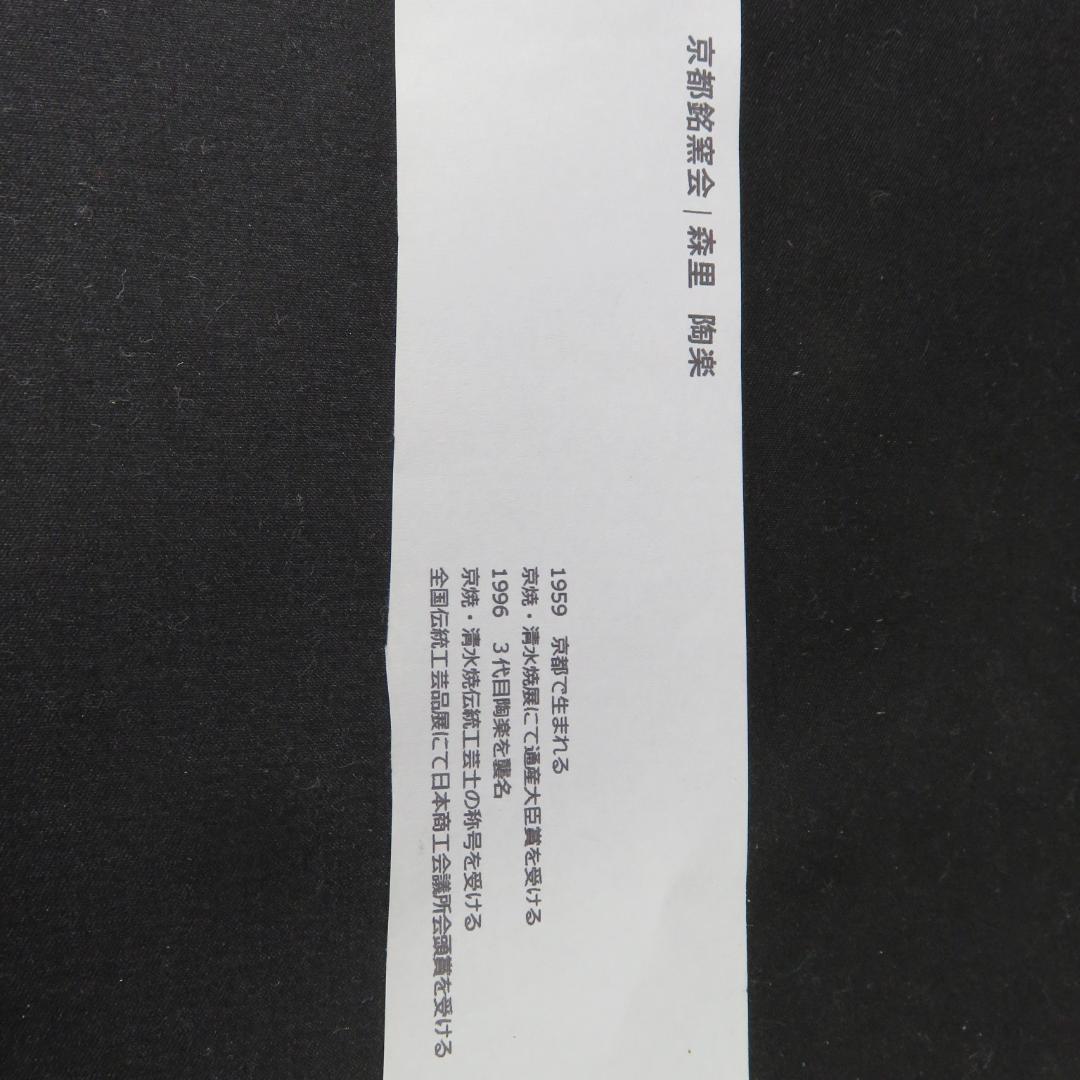 京都銘窯会｜森里　陶楽
1959　京都で生まれる
京焼・清水焼展にて通産大臣賞を受ける
1996　3代目陶楽を襲名
京焼・清水焼伝統工芸士の称号を受ける
全国伝統工芸品展にて日本商工会議所会頭賞を受ける